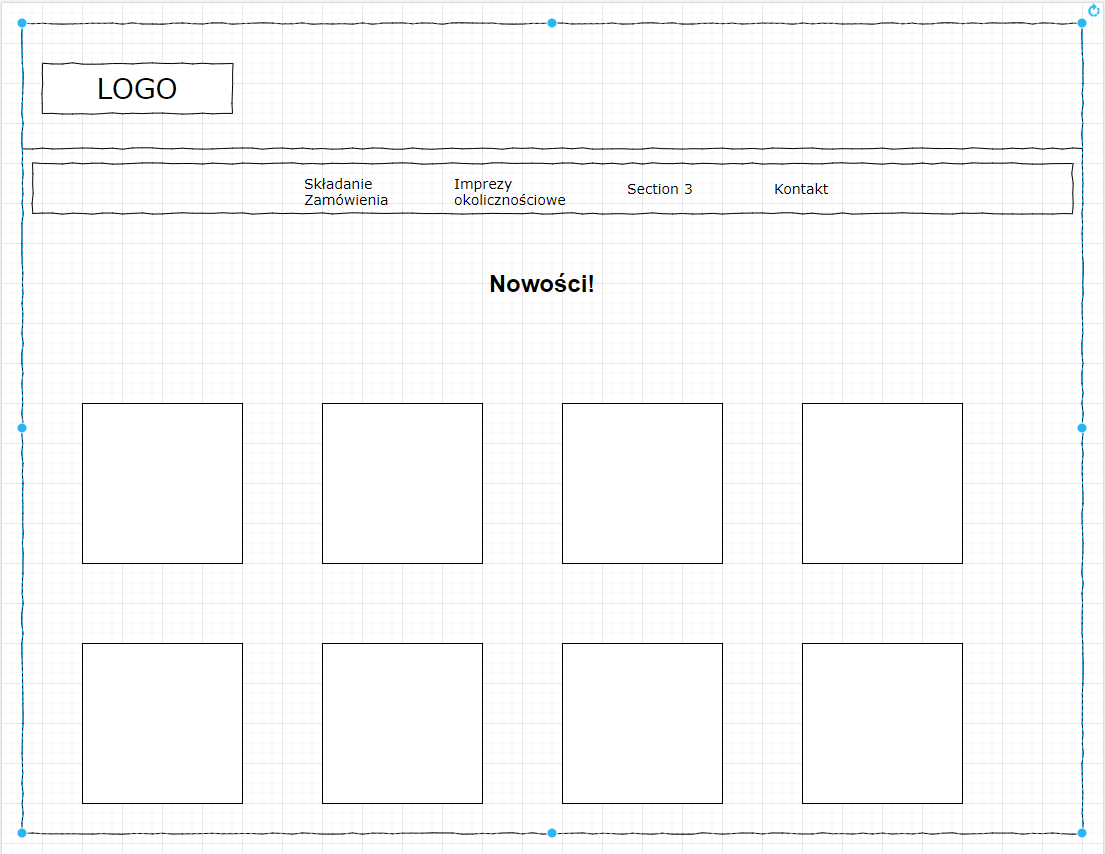 LOGO
Składanie
Zamówienia
Imprezy
okolicznościowe
Section 3
Kontakt
Nowości!